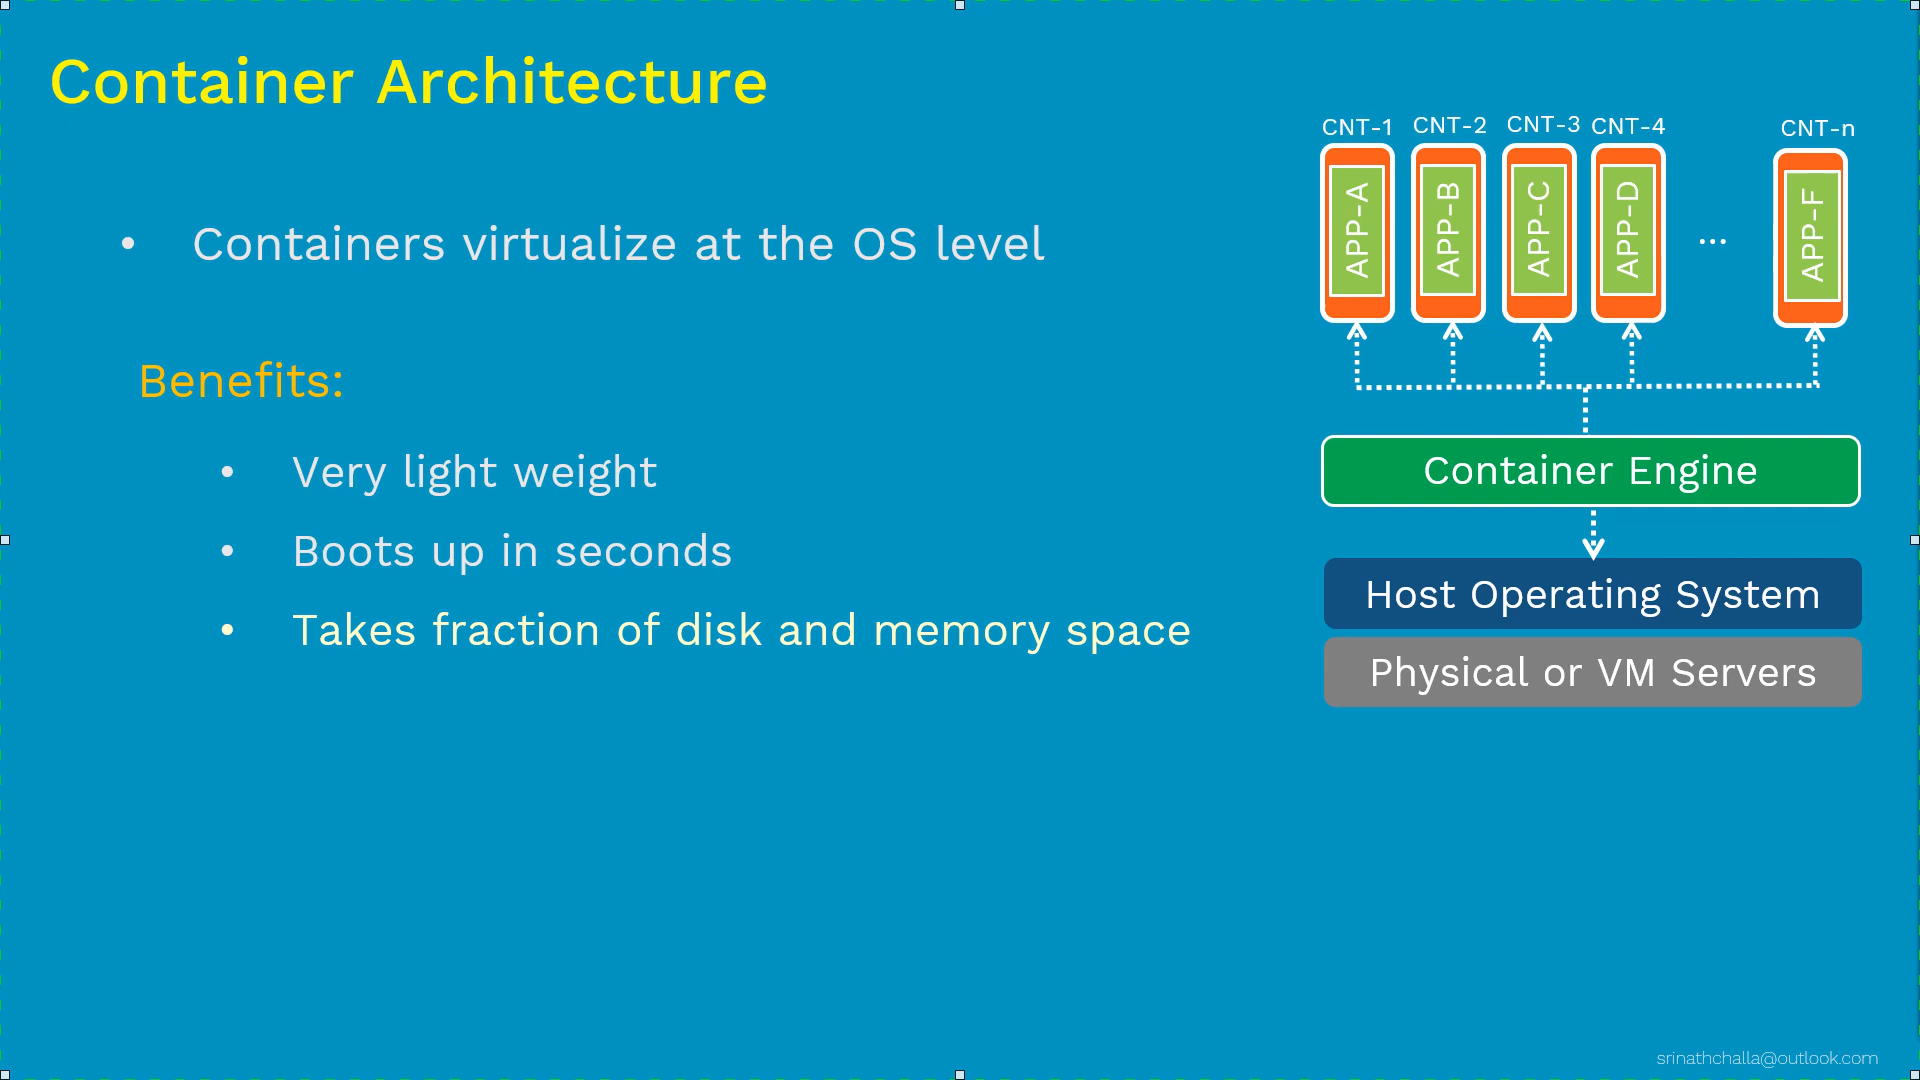 Container Architecture
• Containers virtualize at the OS level
Benefits:
• Very light weight
• Boots up in seconds
• Takes fraction of disk and memory space
CNT-1 CNT-2 CNT-3 CNT-4 CNT-n
APP-A APP-B APP-C APP-D ... APP-F
Container Engine
Host Operating System
Physical or VM Servers
srinathchalla@outlook.com